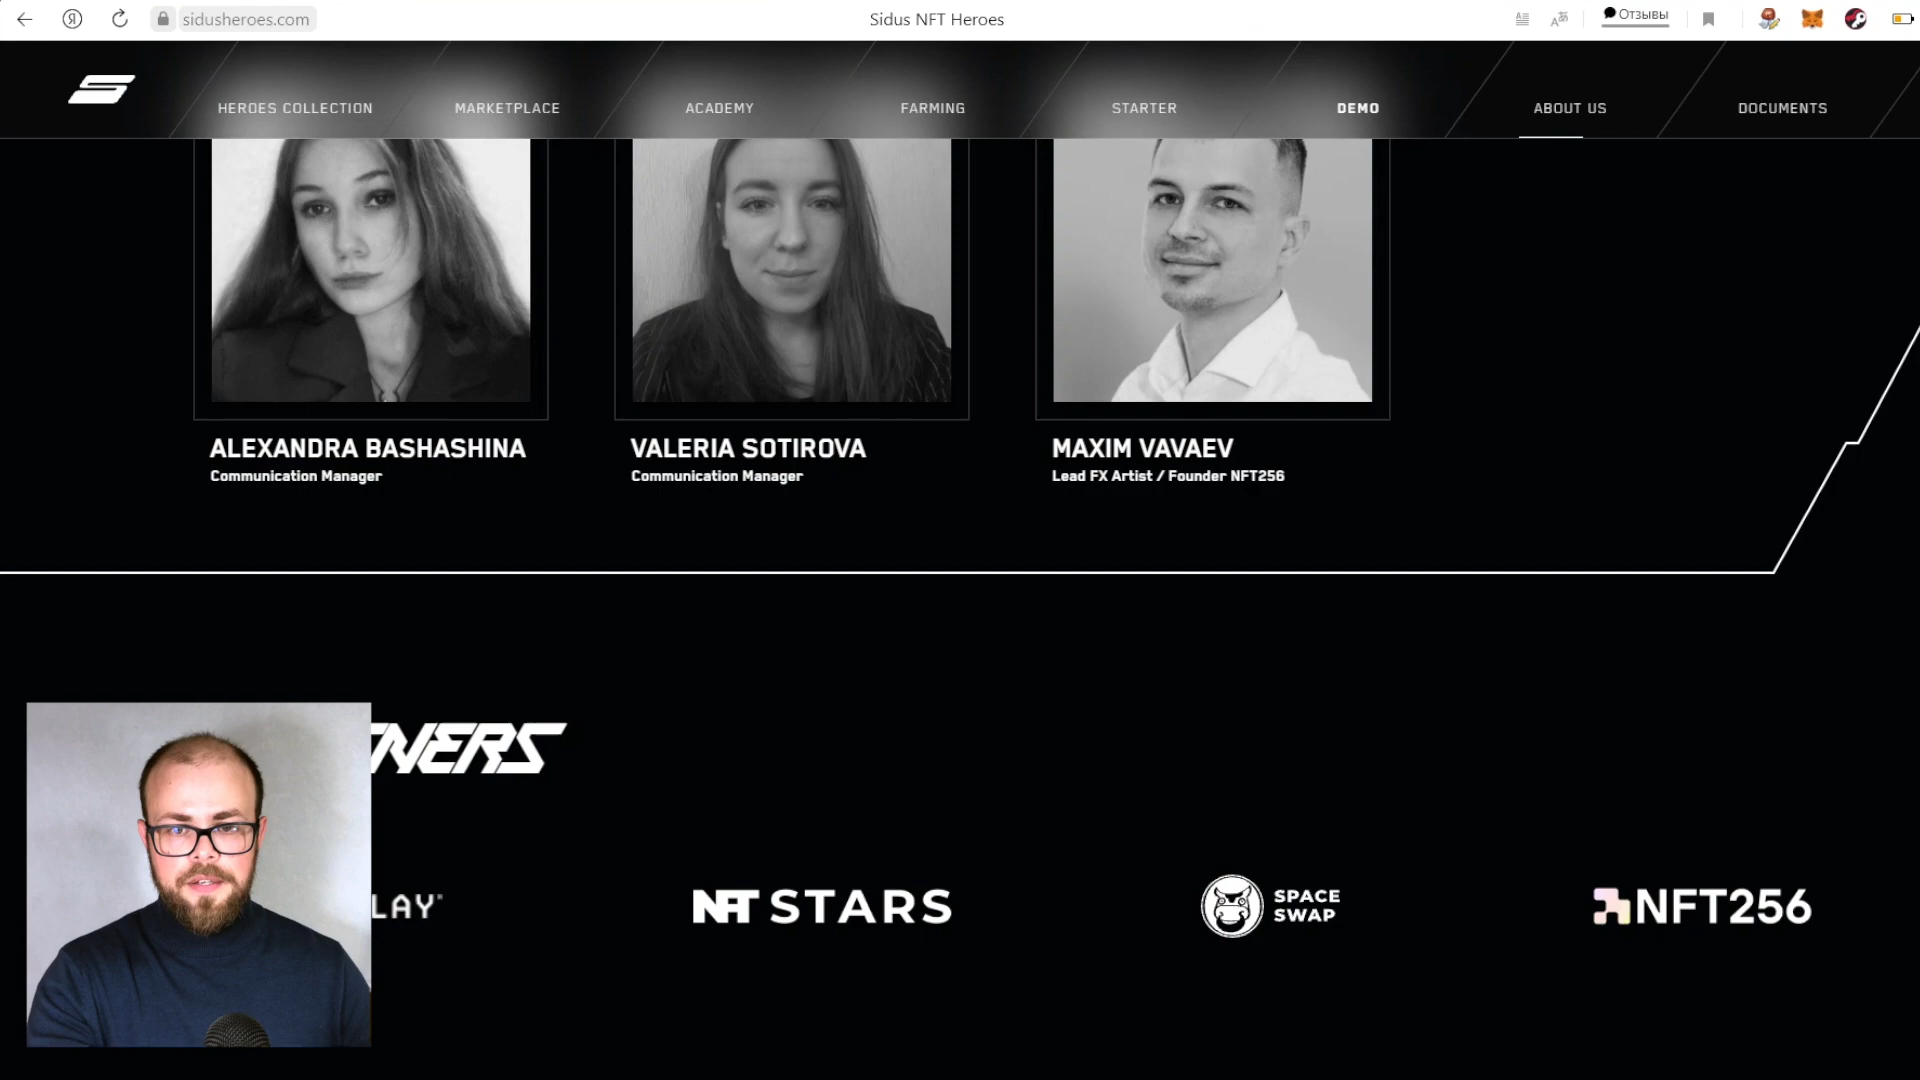 sidusheroes.com
Sidus NFT Heroes
Отзывы
HEROES COLLECTION
MARKETPLACE
ACADEMY
FARMING
STARTER
DEMO
ABOUT US
DOCUMENTS
ALEXANDRA BASHASHINA
Communication Manager
VALERIA SOTIROVA
Communication Manager
MAXIM VAVAEV
Lead FX Artist / Founder NFT256
NERS
LAY
NFT STARS
SPACE
SWAP
NFT256